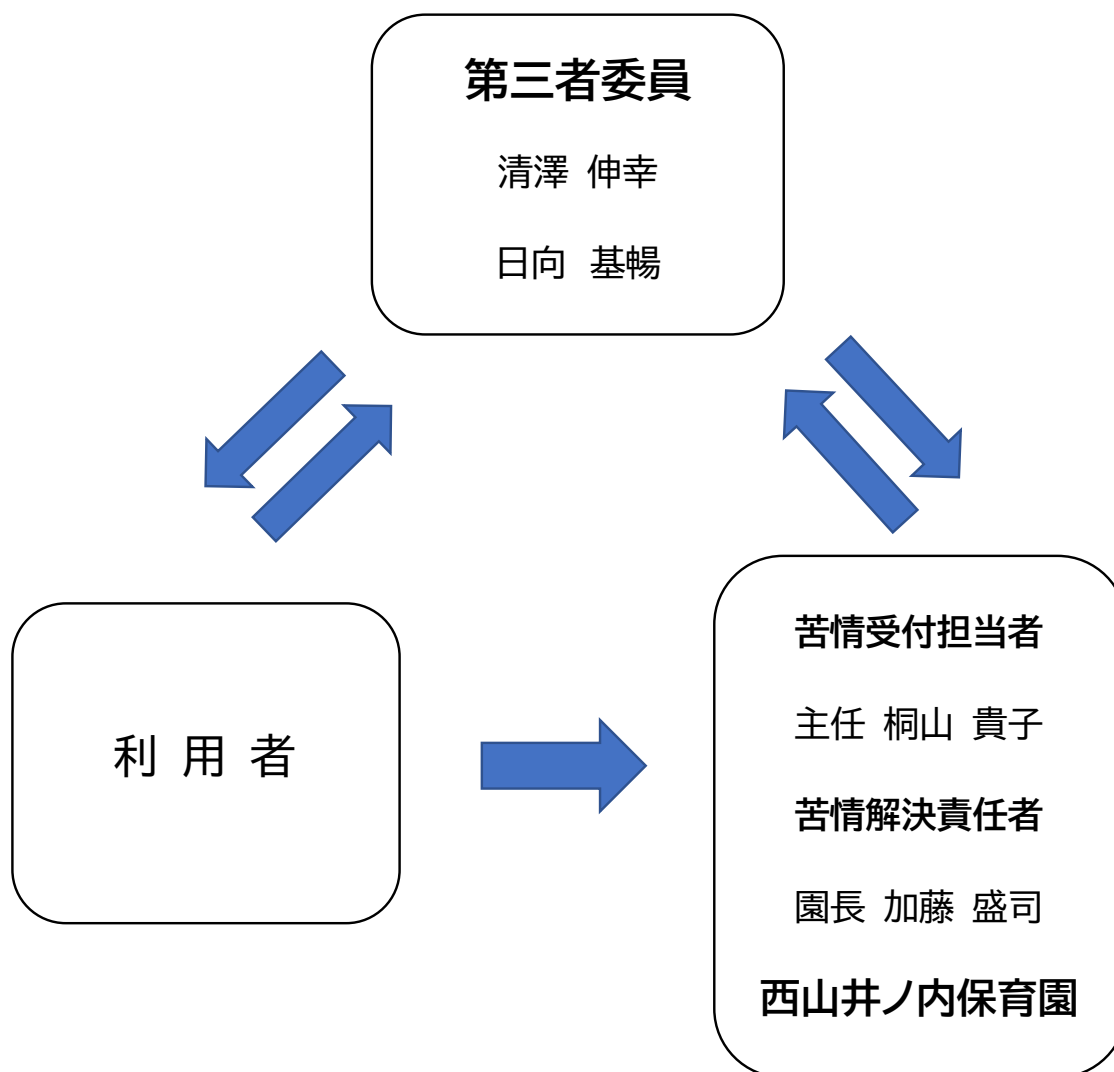 第三者委員
清澤 伸幸
日向 基暢
利 用 者
苦情受付担当者
主任 桐山 貴子
苦情解決責任者
園長 加藤 盛司
西山井ノ内保育園